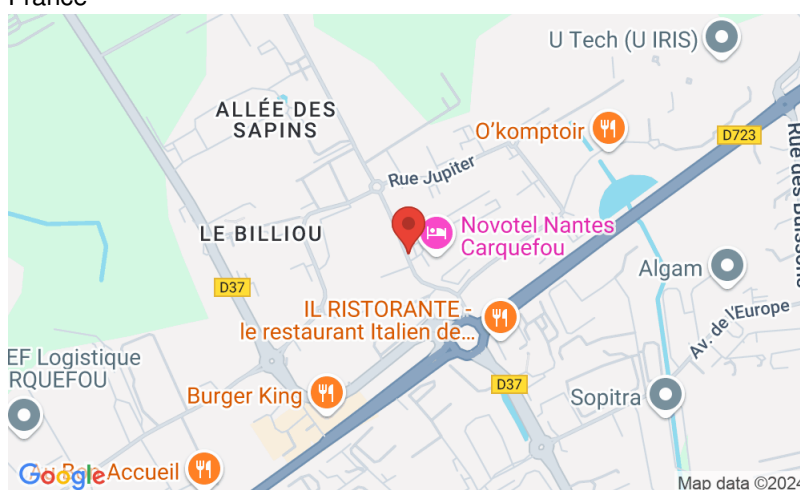 France
U Tech (U IRIS)
ALLÉE DES
SAPINS
O'komptoir
D723
Rue des Buissons
Rue Jupiter
LE BILLIOU
Novotel Nantes
Carquefou
Algam
D37
IL RISTORANTE -
le restaurant Italien de...
Av. de l'Europe
EF Logistique
RQUEFOU
D37
Burger King
Sopitra
Accueil
Google
Map data ©2024